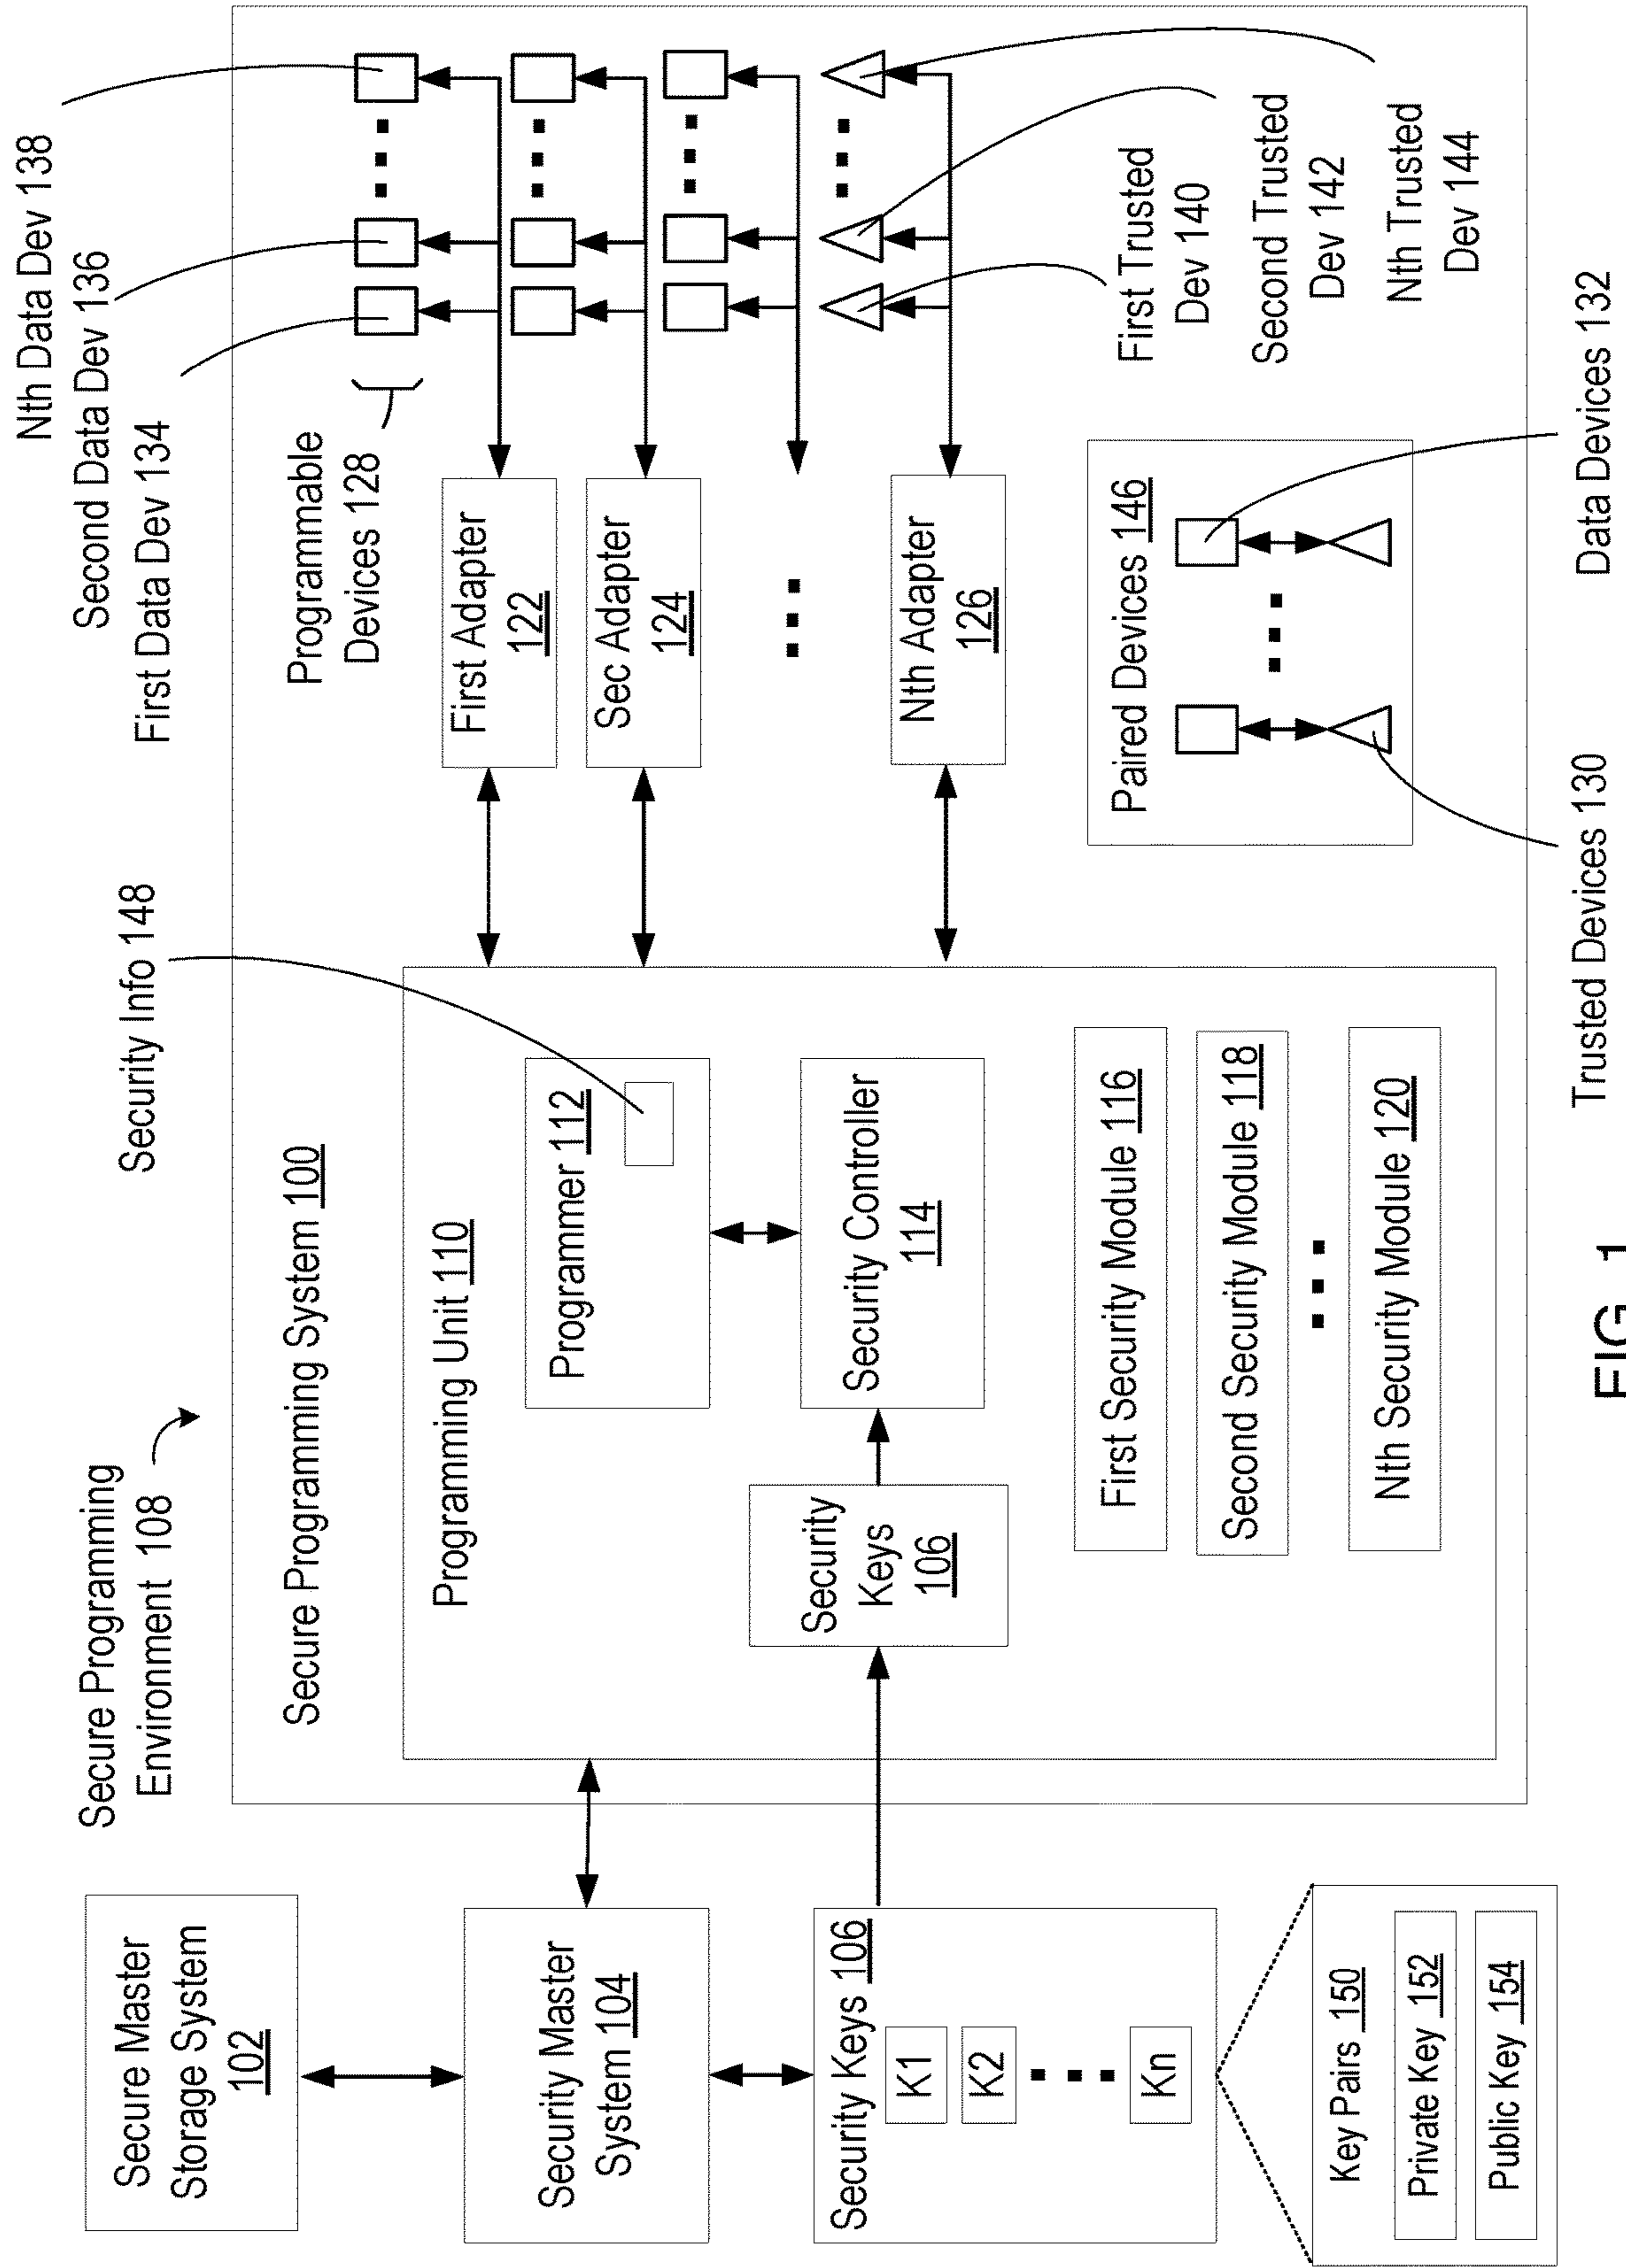 Secure Master
Storage System
102
Security Master
System 104
Security Keys 106
K1
K2
Kn
Key Pairs 150
Private Key 152
Public Key 154
Secure Programming
Environment 108
Secure Programming System 100
Programming Unit 110
Security
Keys
106
Programmer 112
Security Info 148
Security Controller
114
First Security Module 116
Second Security Module 118
Nth Security Module 120
First Adapter
122
Sec Adapter
124
Nth Adapter
126
Programmable
Devices 128
Nth Data Dev 138
Second Data Dev 136
First Data Dev 134
First Trusted
Dev 140
Second Trusted
Dev 142
Nth Trusted
Dev 144
Paired Devices 146
Trusted Devices 130
Data Devices 132
FIG. 1